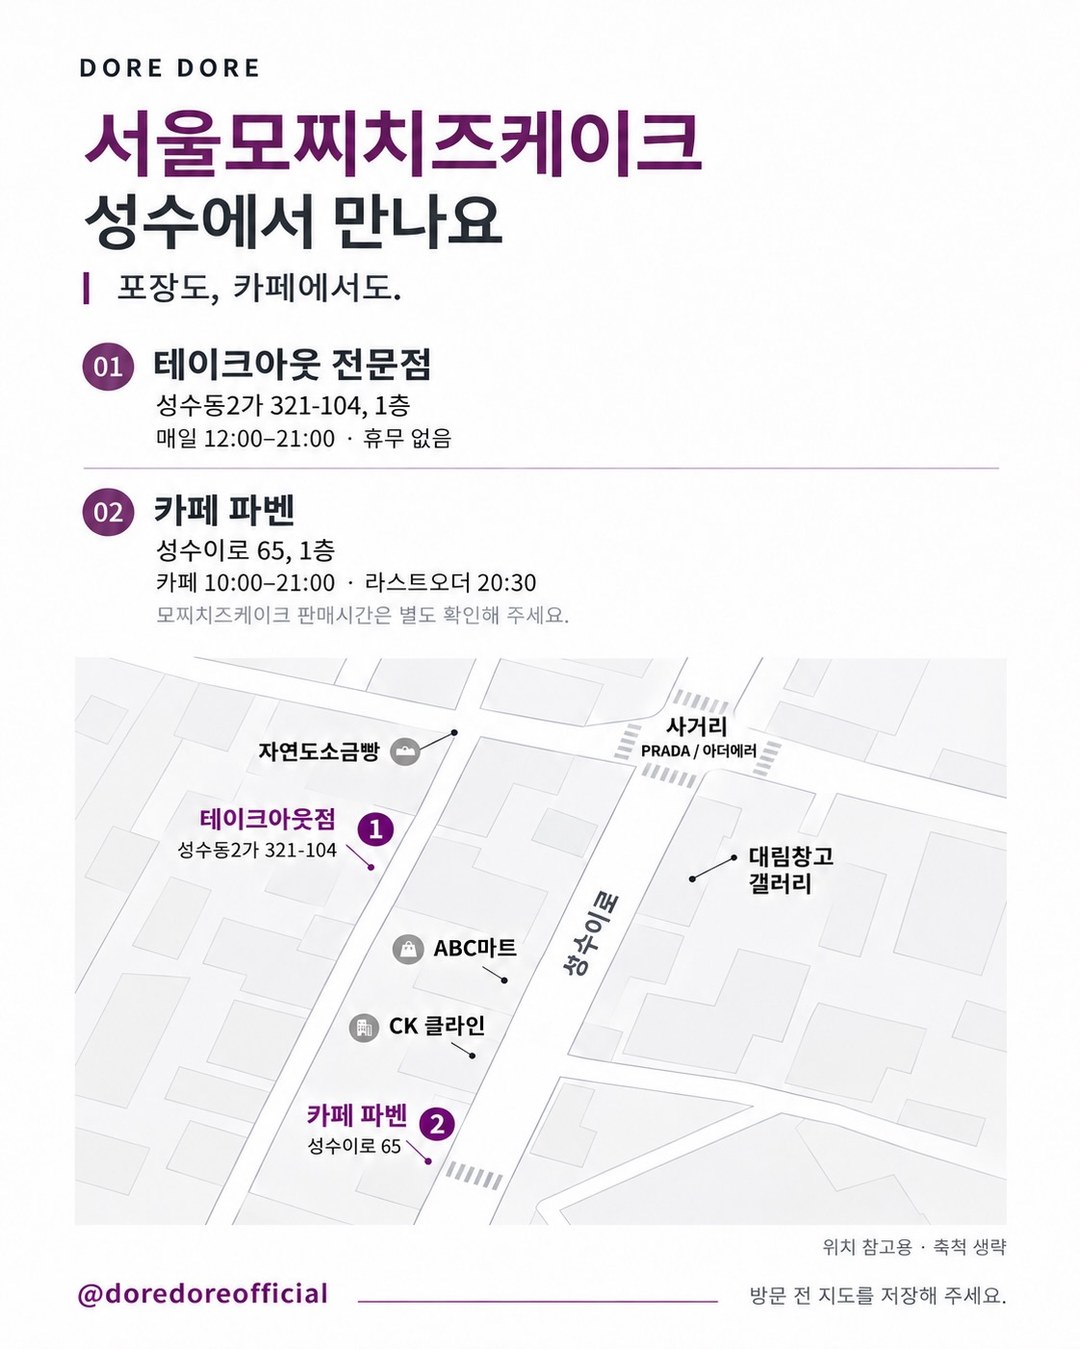 DORE DORE
서울모찌치즈케이크
성수에서 만나요
포장도, 카페에서도.
01 테이크아웃 전문점
성수동2가 321-104, 1층
매일 12:00–21:00 · 휴무 없음
02 카페 파벤
성수이로 65, 1층
카페 10:00–21:00 · 라스트오더 20:30
모찌치즈케이크 판매시간은 별도 확인해 주세요.
사거리
PRADA / 아더에러
자연도소금빵
테이크아웃점 1
성수동2가 321-104
대림창고
갤러리
성수이로
ABC마트
CK 클라인
카페 파벤 2
성수이로 65
위치 참고용 · 축척 생략
@doredoreofficial
방문 전 지도를 저장해 주세요.